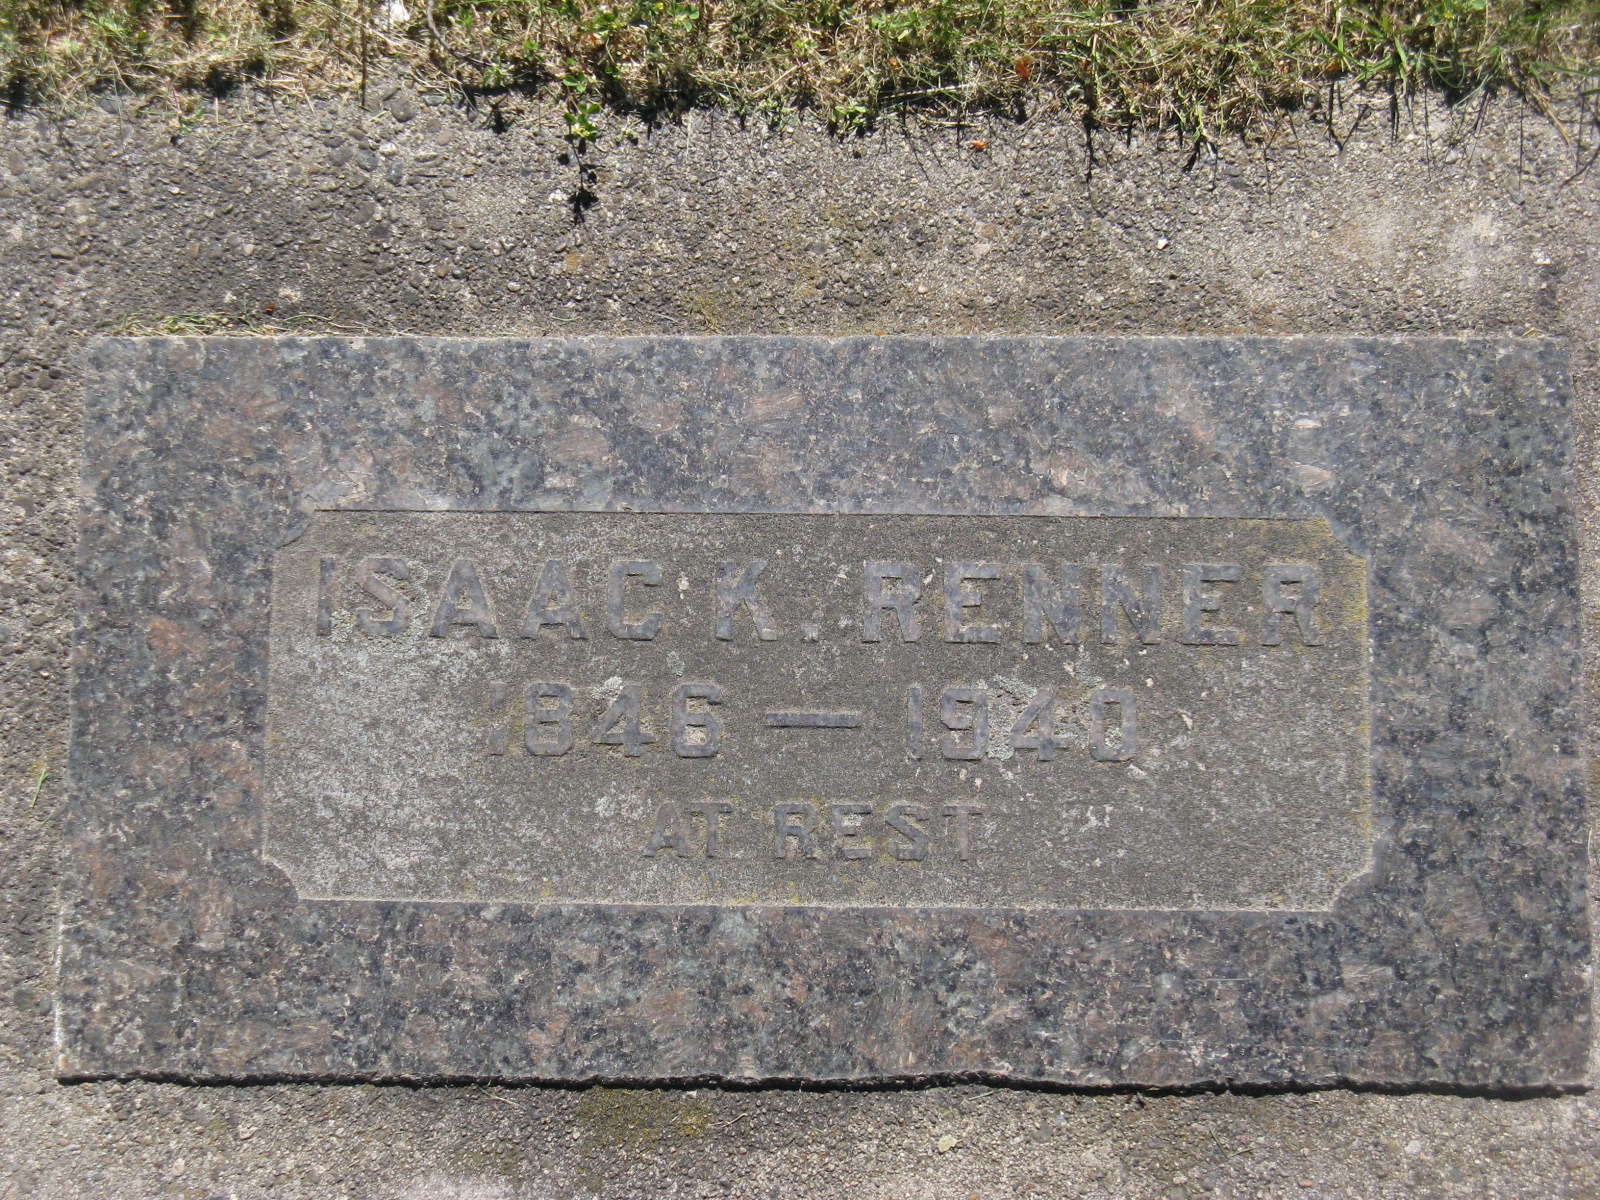 ISAAC K. RENNER
1846 — 1940
AT REST